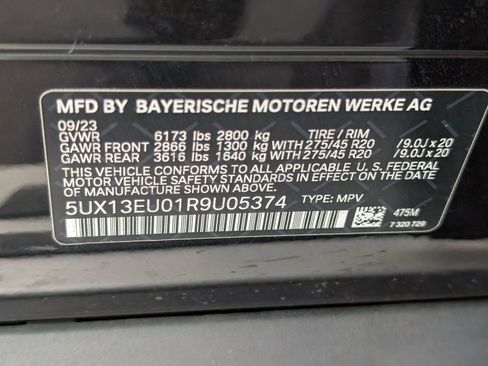 MFD BY BAYERISCHE MOTOREN WERKE AG
09/23
GVWR 6173 lbs 2800 kg TIRE / RIM
GAWR FRONT 2866 lbs 1300 kg WITH 275/45 R20 / 9.0J x 20
GAWR REAR 3616 lbs 1640 kg WITH 275/45 R20 / 9.0J x 20
THIS VEHICLE CONFORMS TO ALL APPLICABLE U.S. FEDERAL
MOTOR VEHICLE SAFETY STANDARDS IN EFFECT ON THE DATE
OF MANUFACTURE SHOWN ABOVE.
5UX13EU01R9U05374 TYPE: MPV
475M
7 320 729